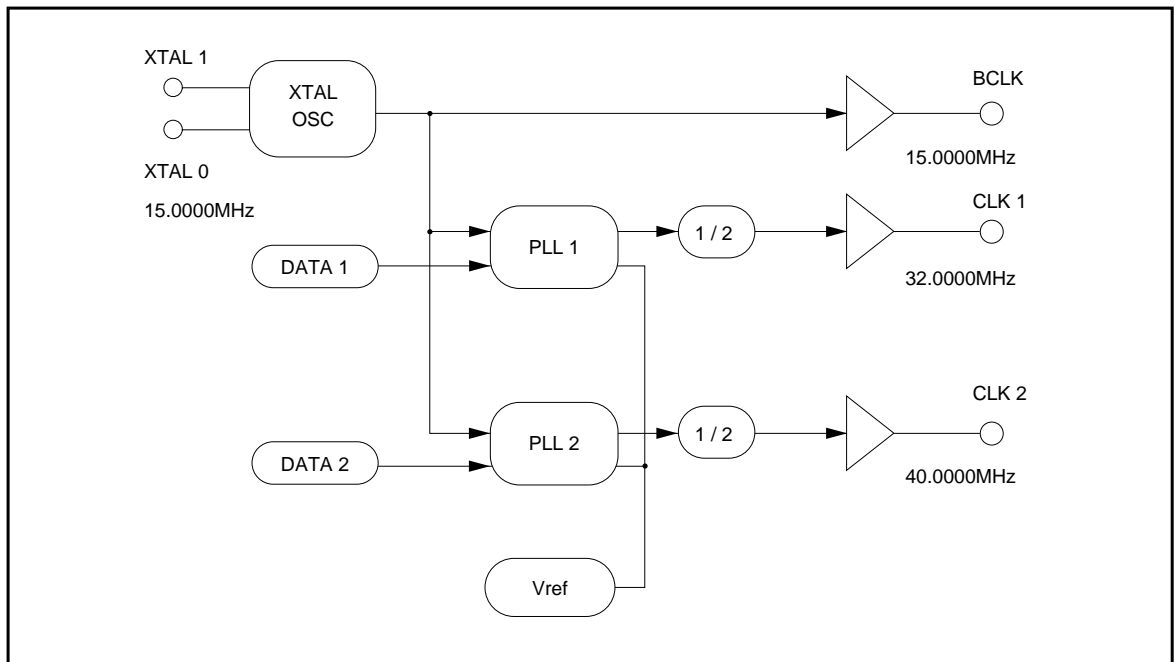 XTAL 1
XTAL
OSC
BCLK
XTAL 0
15.0000MHz
15.0000MHz
CLK 1
PLL 1
1 / 2
DATA 1
32.0000MHz
CLK 2
PLL 2
1 / 2
DATA 2
40.0000MHz
Vref